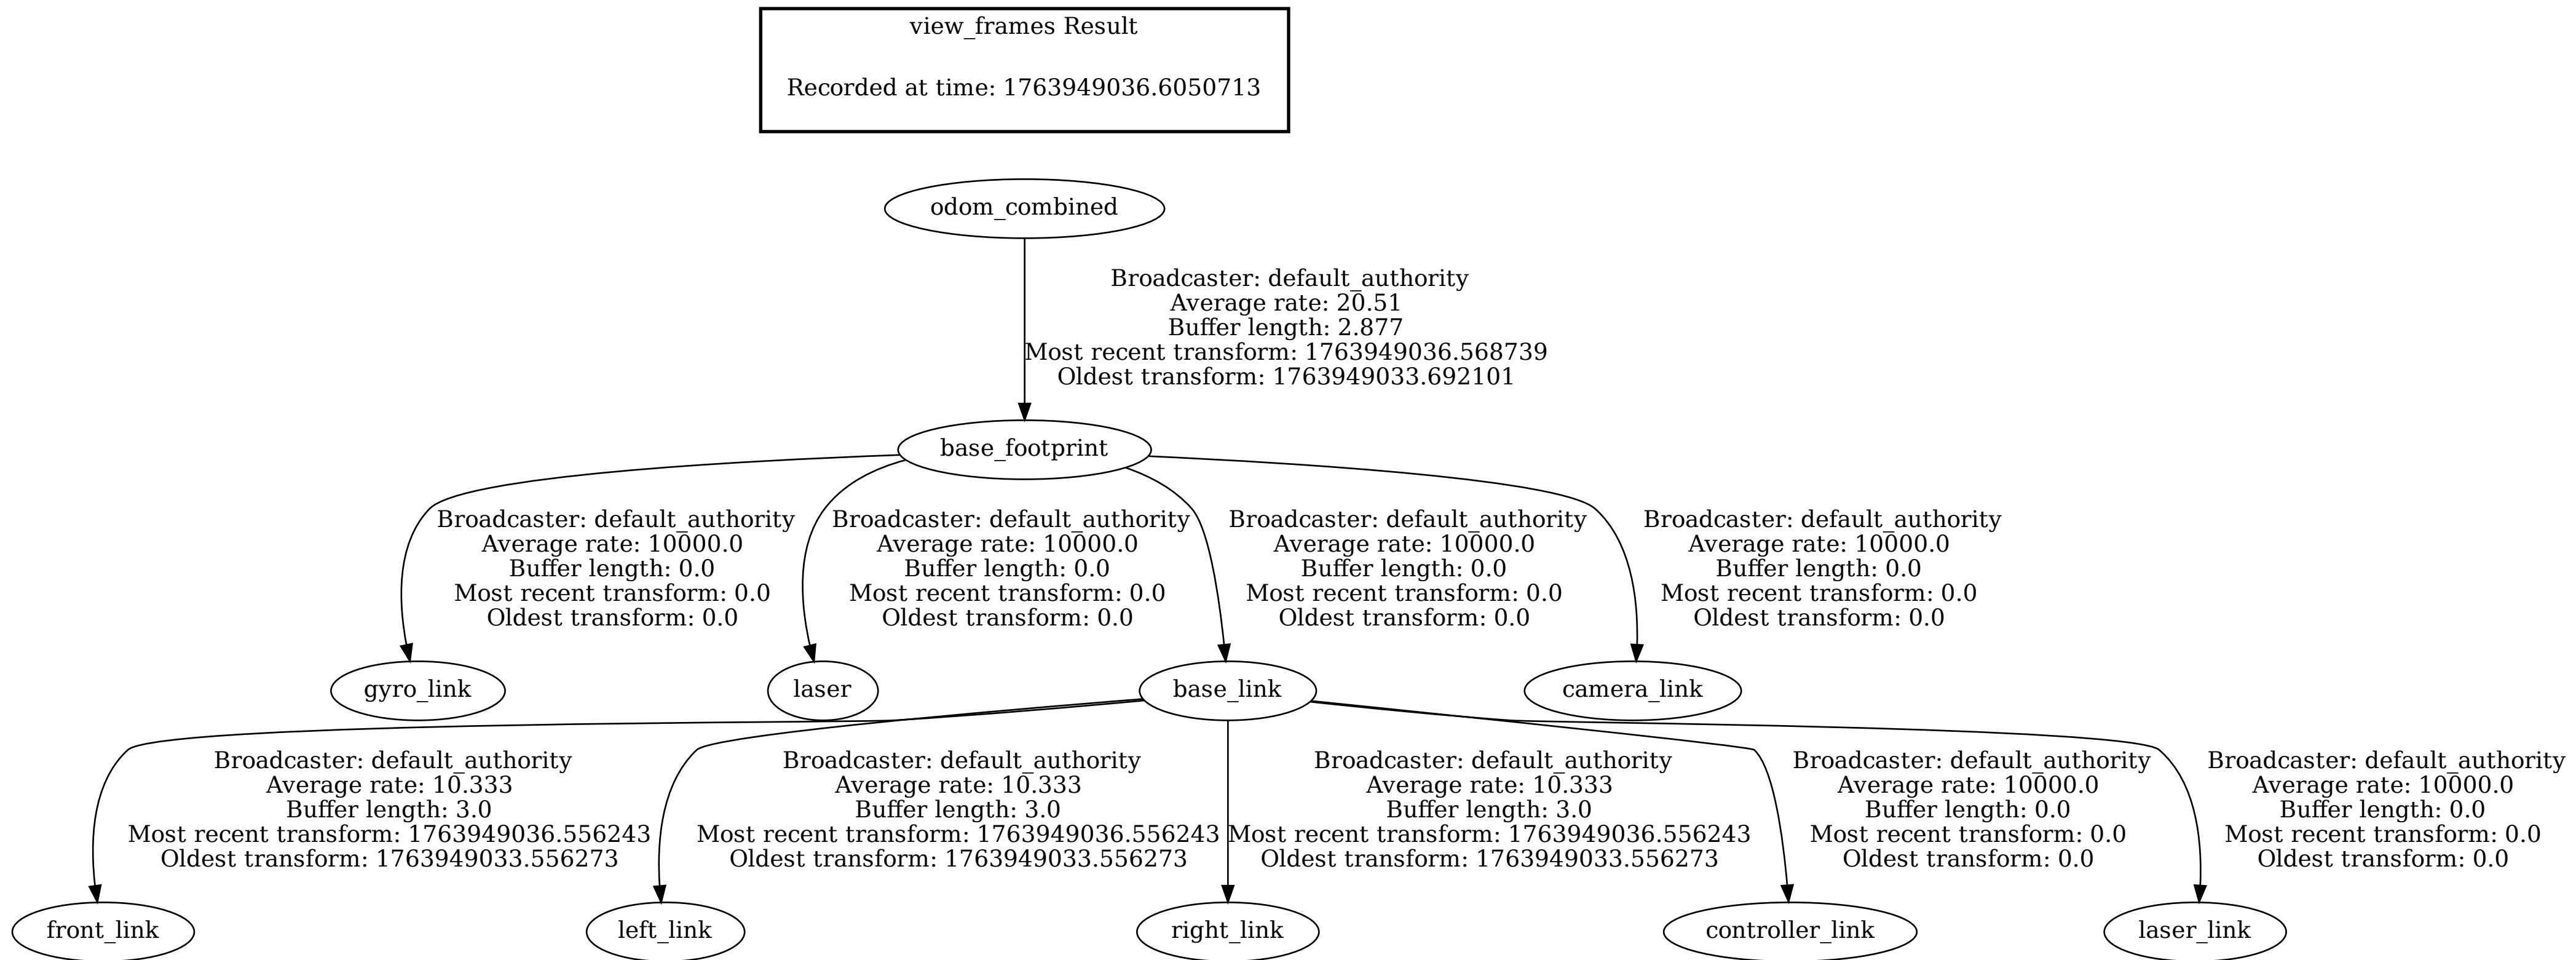 view_frames Result
Recorded at time: 1763949036.6050713
odom_combined
Broadcaster: default_authority
Average rate: 20.51
Buffer length: 2.877
Most recent transform: 1763949036.568739
Oldest transform: 1763949033.692101
base_footprint
Broadcaster: default_authority
Average rate: 10000.0
Buffer length: 0.0
Most recent transform: 0.0
Oldest transform: 0.0
Broadcaster: default_authority
Average rate: 10000.0
Buffer length: 0.0
Most recent transform: 0.0
Oldest transform: 0.0
Broadcaster: default_authority
Average rate: 10000.0
Buffer length: 0.0
Most recent transform: 0.0
Oldest transform: 0.0
Broadcaster: default_authority
Average rate: 10000.0
Buffer length: 0.0
Most recent transform: 0.0
Oldest transform: 0.0
gyro_link
laser
base_link
camera_link
Broadcaster: default_authority
Average rate: 10.333
Buffer length: 3.0
Most recent transform: 1763949036.556243
Oldest transform: 1763949033.556273
Broadcaster: default_authority
Average rate: 10.333
Buffer length: 3.0
Most recent transform: 1763949036.556243
Oldest transform: 1763949033.556273
Broadcaster: default_authority
Average rate: 10.333
Buffer length: 3.0
Most recent transform: 1763949036.556243
Oldest transform: 1763949033.556273
Broadcaster: default_authority
Average rate: 10000.0
Buffer length: 0.0
Most recent transform: 0.0
Oldest transform: 0.0
Broadcaster: default_authority
Average rate: 10000.0
Buffer length: 0.0
Most recent transform: 0.0
Oldest transform: 0.0
front_link
left_link
right_link
controller_link
laser_link